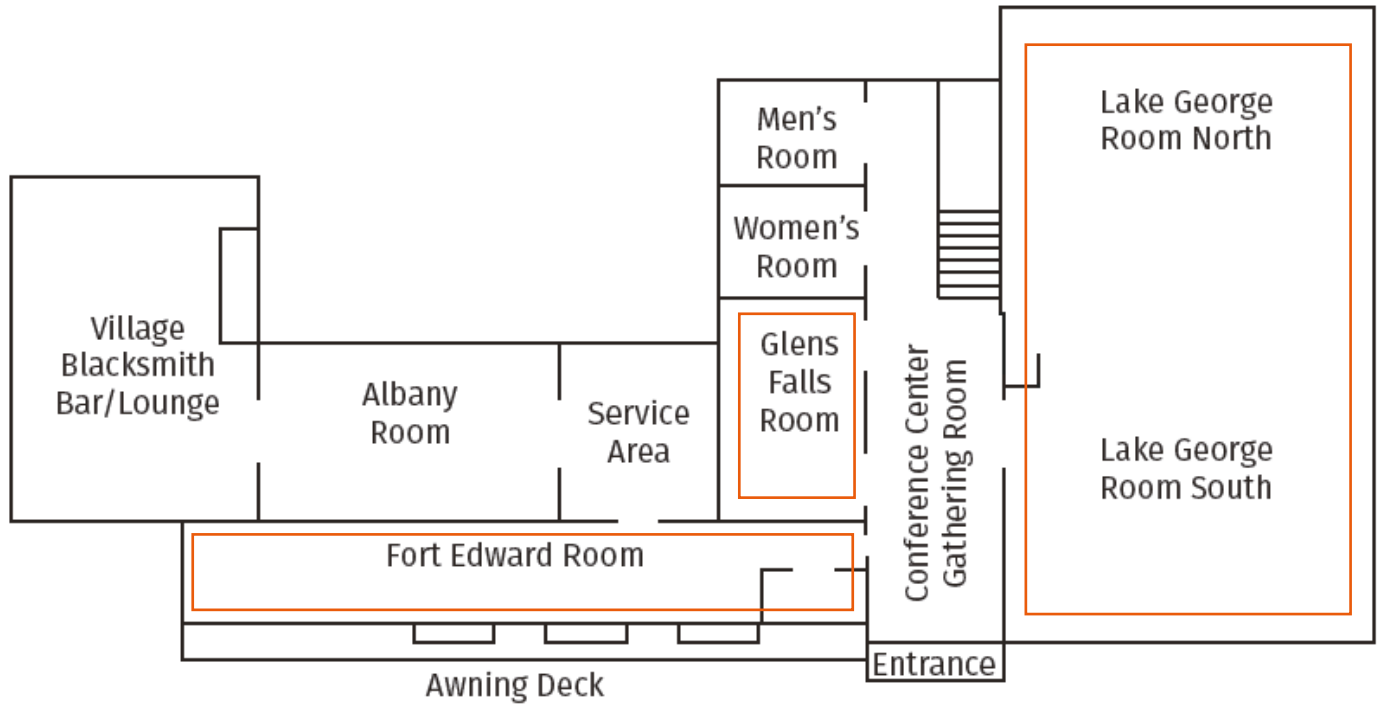 Lake George
Room North
Men's
Room
Women's
Room
Village
Blacksmith
Bar/Lounge
Albany
Room
Service
Area
Glens
Falls
Room
Conference Center
Gathering Room
Lake George
Room South
Fort Edward Room
Entrance
Awning Deck